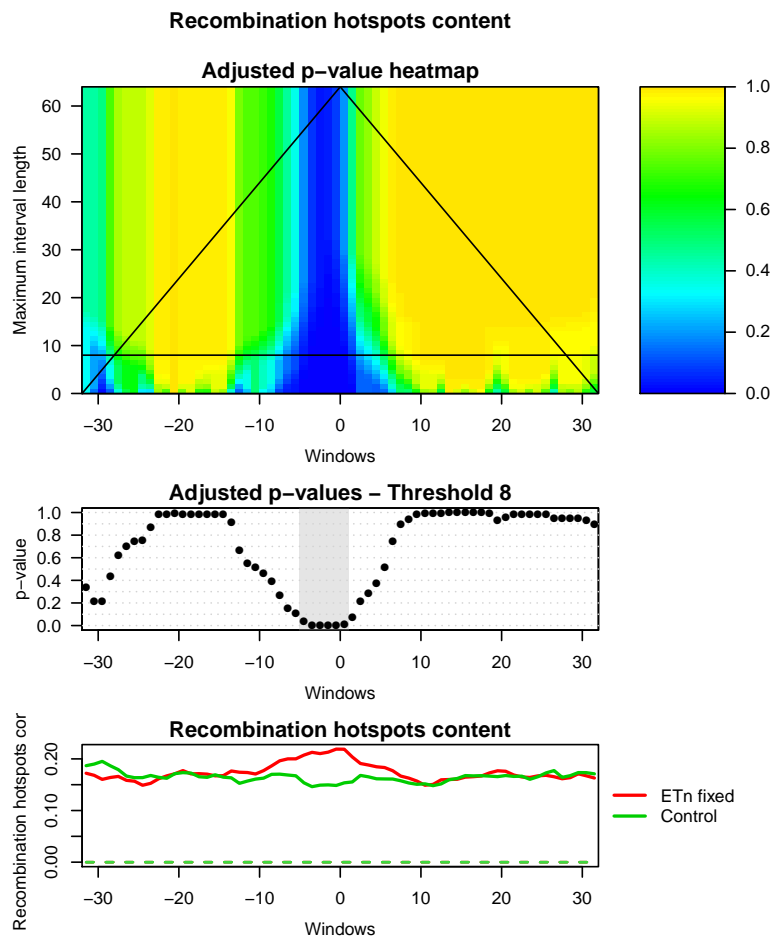 Recombination hotspots content
Adjusted p−value heatmap
Maximum interval length
60
50
40
30
20
10
0
−30 −20 −10 0 10 20 30
Windows
1.0
0.8
0.6
0.4
0.2
0.0
Adjusted p−values − Threshold 8
p−value
1.0
0.8
0.6
0.4
0.2
0.0
−30 −20 −10 0 10 20 30
Windows
Recombination hotspots content
Recombination hotspots cor
0.20
0.10
0.00
−30 −20 −10 0 10 20 30
Windows
ETn fixed
Control